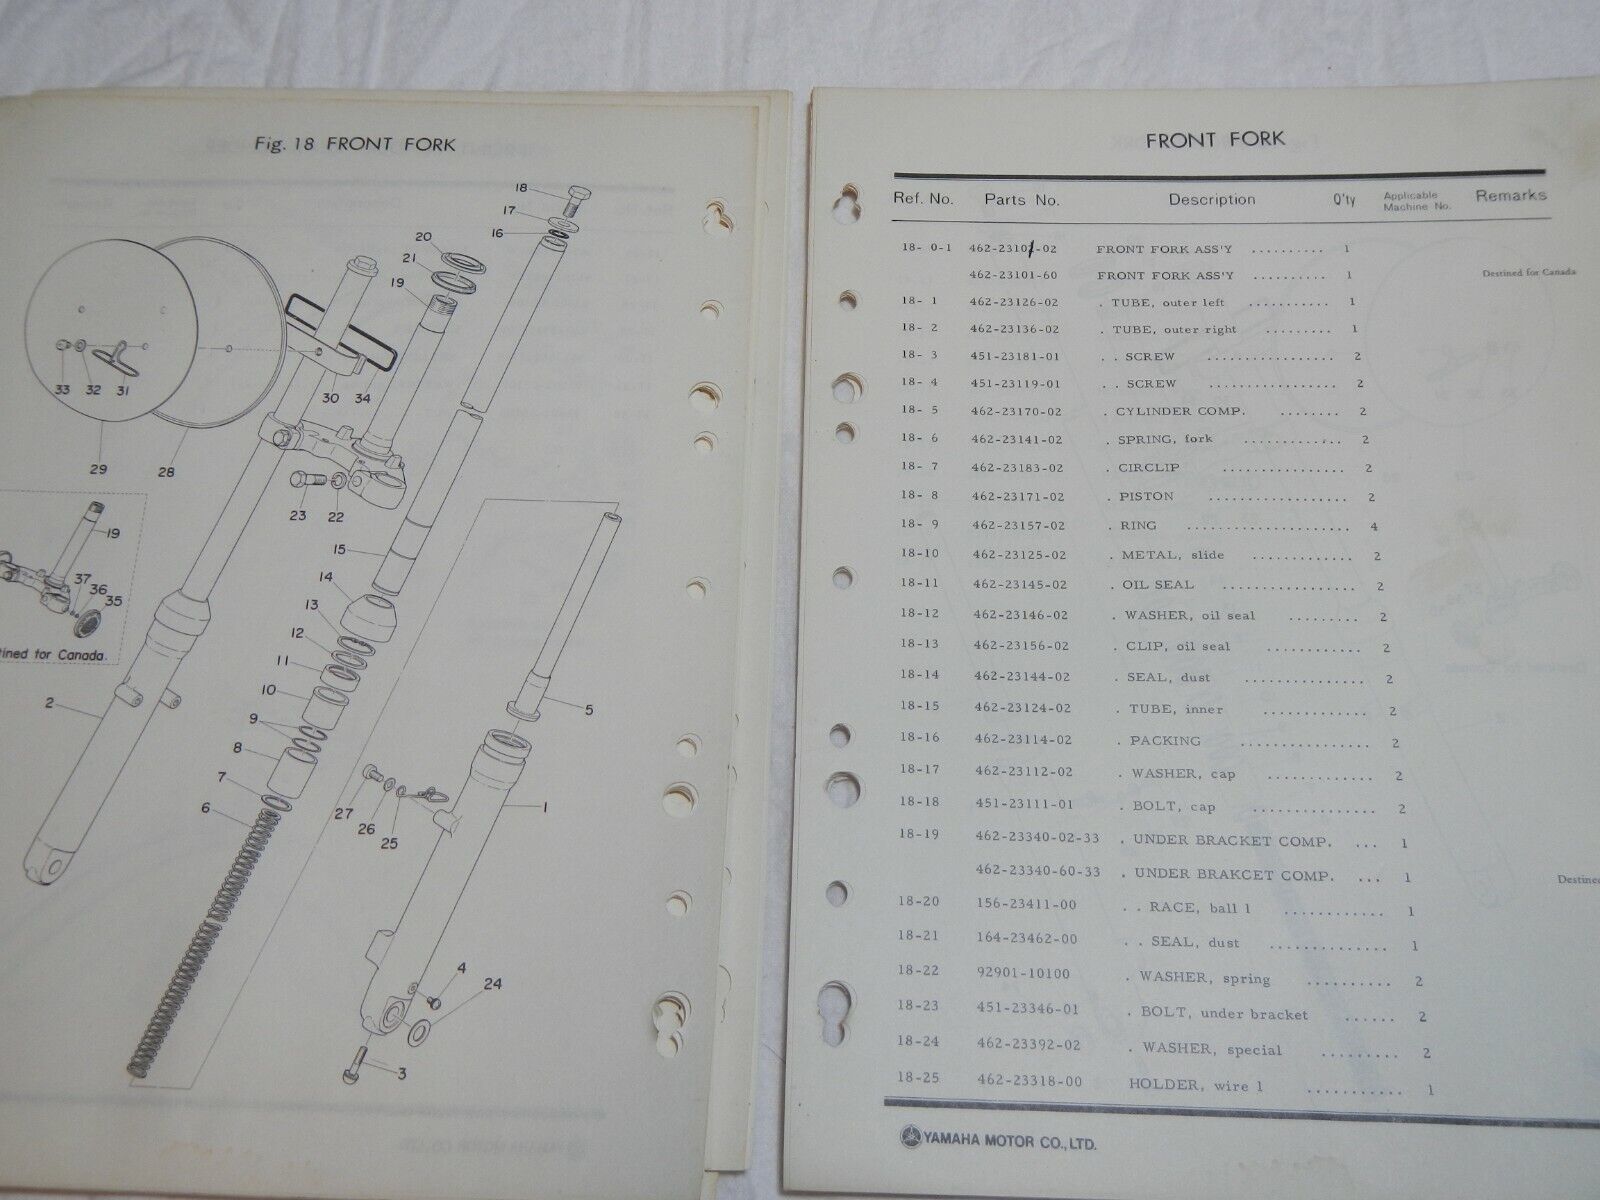 Fig. 18 FRONT FORK
18
17
16
20
21
19
33
32
31
30
34
29
28
23
22
19
37
36
35
tined for Canada.
15
14
13
12
11
10
9
8
7
6
2
5
1
27
26
25
4
24
3
FRONT FORK
Ref. No. Parts No. Description Q'ty Applicable Machine No. Remarks
18- 0-1 462-23101-02 FRONT FORK ASS'Y .......... 1
462-23101-60 FRONT FORK ASS'Y .......... 1 Destined for Canada
18- 1 462-23126-02 . TUBE, outer left ........... 1
18- 2 462-23136-02 . TUBE, outer right ......... 1
18- 3 451-23181-01 . . SCREW ................. 2
18- 4 451-23119-01 . . SCREW ................. 2
18- 5 462-23170-02 . CYLINDER COMP. ........ 2
18- 6 462-23141-02 . SPRING, fork ............. 2
18- 7 462-23183-02 . CIRCLIP ................ 2
18- 8 462-23171-02 . PISTON ................. 2
18- 9 462-23157-02 . RING .................... 4
18-10 462-23125-02 . METAL, slide ............. 2
18-11 462-23145-02 . OIL SEAL ................ 2
18-12 462-23146-02 . WASHER, oil seal ......... 2
18-13 462-23156-02 . CLIP, oil seal ............ 2
18-14 462-23144-02 . SEAL, dust ............... 2
18-15 462-23124-02 . TUBE, inner ............. 2
18-16 462-23114-02 . PACKING ................ 2
18-17 462-23112-02 . WASHER, cap ............. 2
18-18 451-23111-01 . BOLT, cap ............... 2
18-19 462-23340-02-33 . UNDER BRACKET COMP. ... 1
462-23340-60-33 . UNDER BRAKCET COMP. ... 1 Destine
18-20 156-23411-00 . . RACE, ball 1 ............ 1
18-21 164-23462-00 . . SEAL, dust .............. 1
18-22 92901-10100 . WASHER, spring .......... 2
18-23 451-23346-01 . BOLT, under bracket ...... 2
18-24 462-23392-02 . WASHER, special ......... 2
18-25 462-23318-00 HOLDER, wire 1 ........... 1
YAMAHA MOTOR CO., LTD.